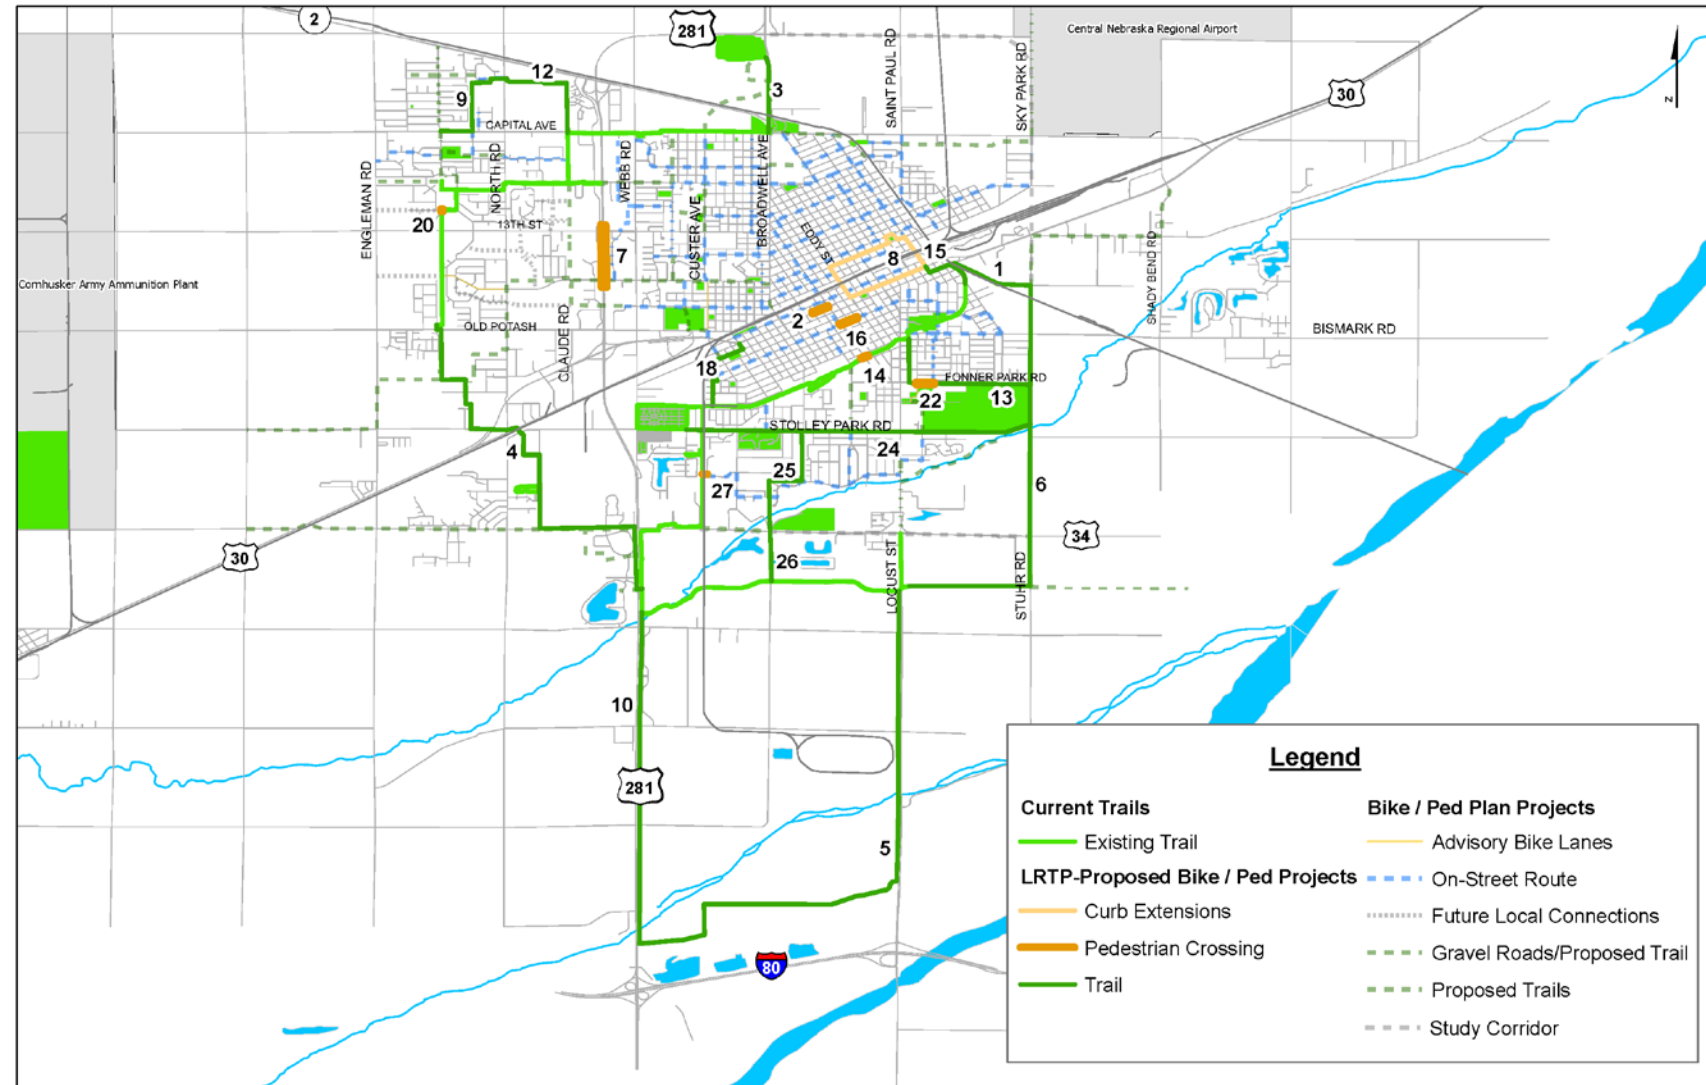 2
281
Central Nebraska Regional Airport
SAINT PAUL RD
SKY PARK RD
N
12
3
30
9
CAPITAL AVE
ENGLEMAN RD
NORTH RD
WEBB RD
BROADWELL AVE
20
13TH ST
CUSTER AVE
EDDY ST
15
8
7
1
SHADY BEND RD
Cornhusker Army Ammunition Plant
OLD POTASH
CLAUDE RD
2
16
BISMARK RD
18
14
FONNER PARK RD
22
13
STOLLEY PARK RD
4
24
25
27
6
30
34
26
LOCUST ST
STUHR RD
10
281
5
80
Legend
Current Trails
Existing Trail
LRTP-Proposed Bike / Ped Projects
Curb Extensions
Pedestrian Crossing
Trail
Bike / Ped Plan Projects
Advisory Bike Lanes
On-Street Route
Future Local Connections
Gravel Roads/Proposed Trail
Proposed Trails
Study Corridor